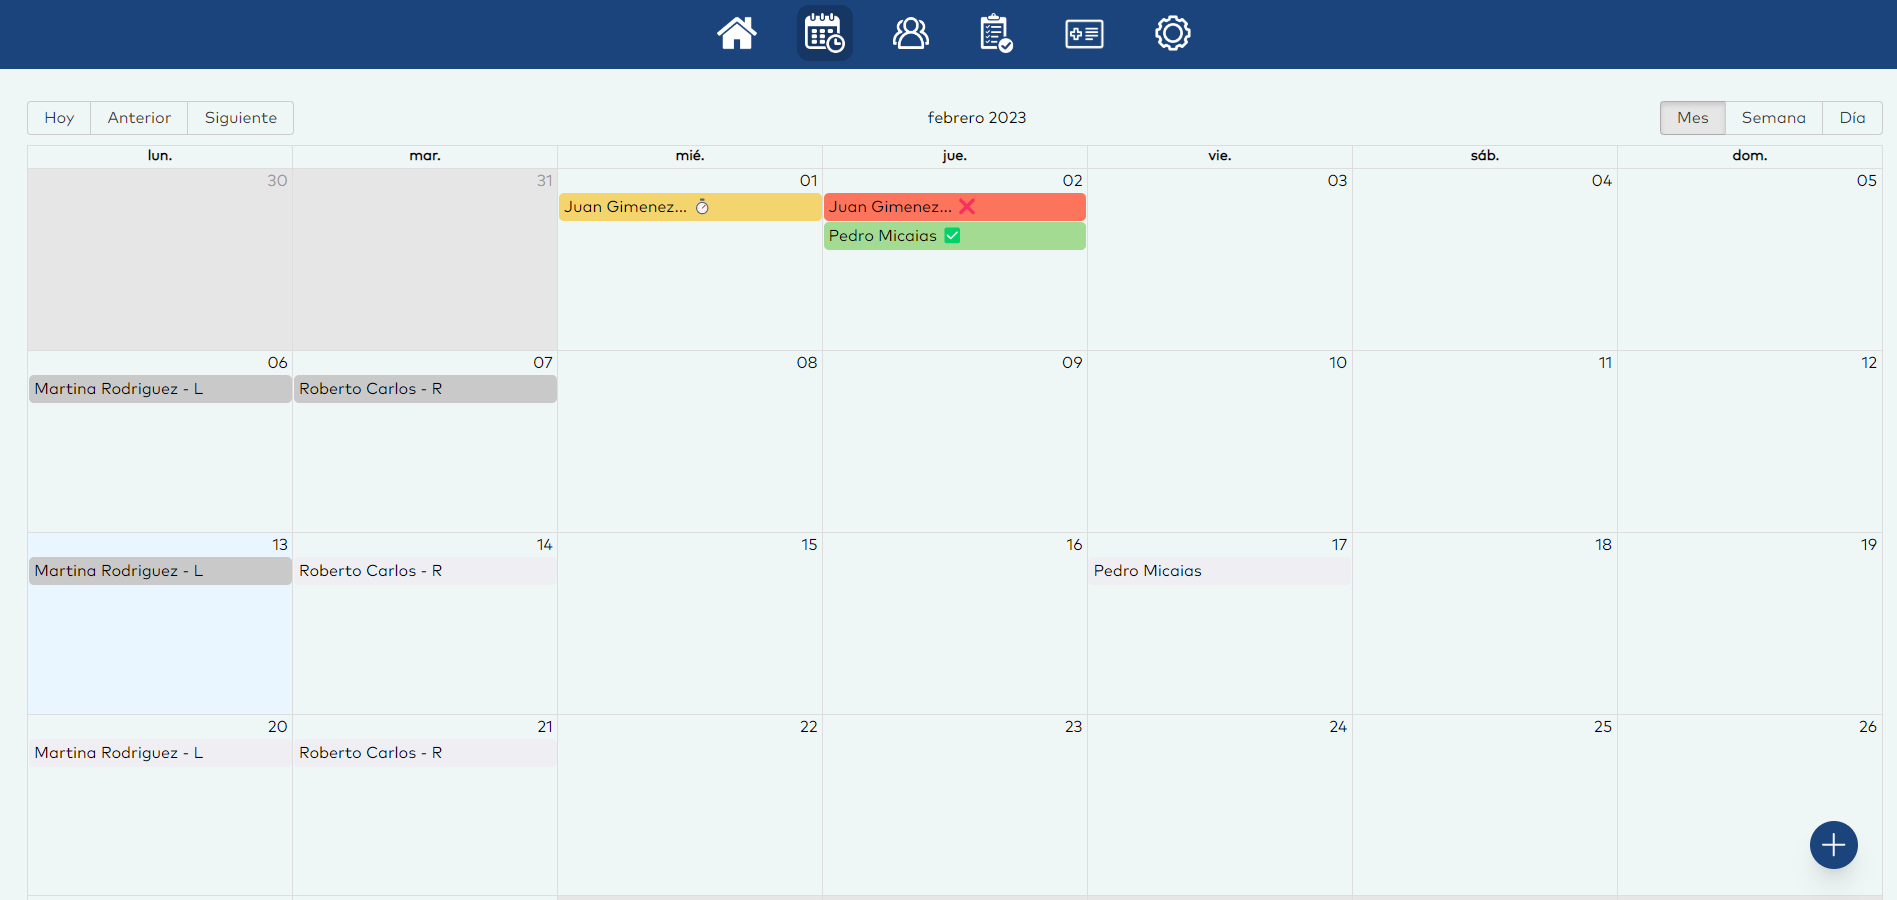 Hoy Anterior Siguiente febrero 2023 Mes Semana Día
lun. mar. mié. jue. vie. sáb. dom.
30 31 01 02 03 04 05
Juan Gimenez... Juan Gimenez...
Pedro Micaias
06 07 08 09 10 11 12
Martina Rodriguez - L Roberto Carlos - R
13 14 15 16 17 18 19
Martina Rodriguez - L Roberto Carlos - R Pedro Micaias
20 21 22 23 24 25 26
Martina Rodriguez - L Roberto Carlos - R